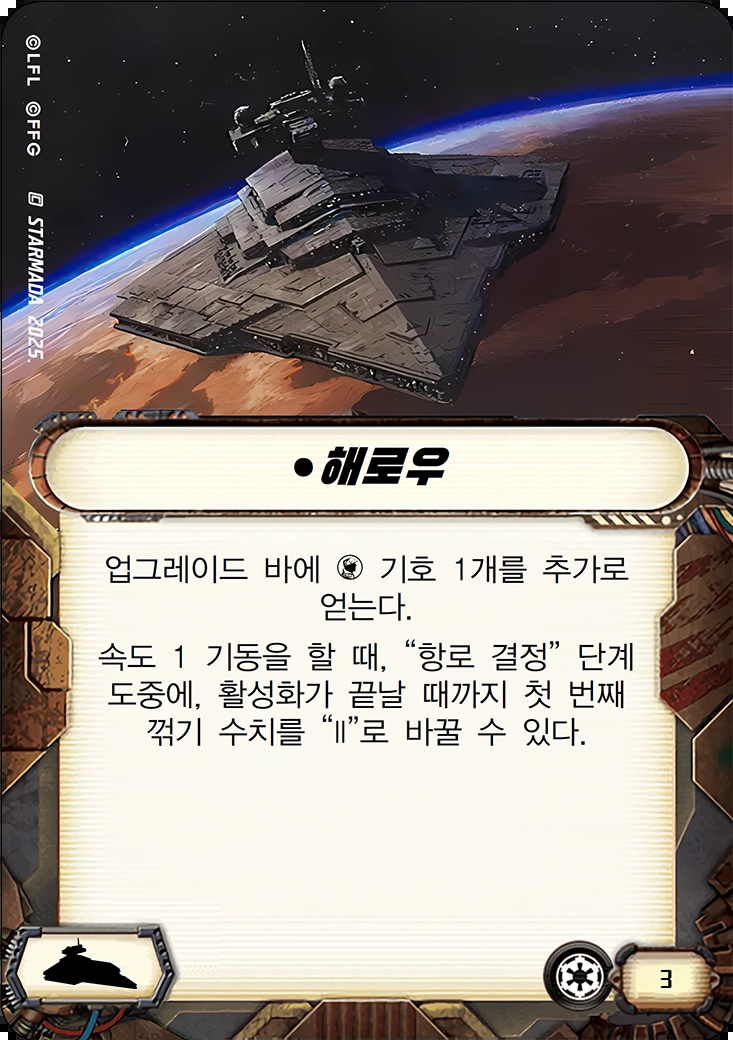 ©LFL ©FFG
STARMADA 2025.
•해로우
업그레이드 바에 기호 1개를 추가로
얻는다.
속도 1 기동을 할 때, “항로 결정” 단계
도중에, 활성화가 끝날 때까지 첫 번째
꺾기 수치를 “||”로 바꿀 수 있다.
3